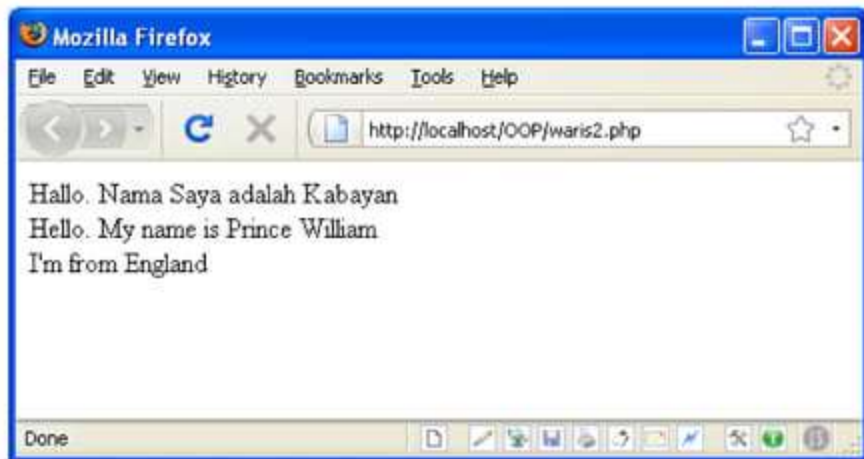 Mozilla Firefox
File Edit View History Bookmarks Tools Help
http://localhost/OOP/waris2.php
Hallo. Nama Saya adalah Kabayan
Hello. My name is Prince William
I'm from England
Done